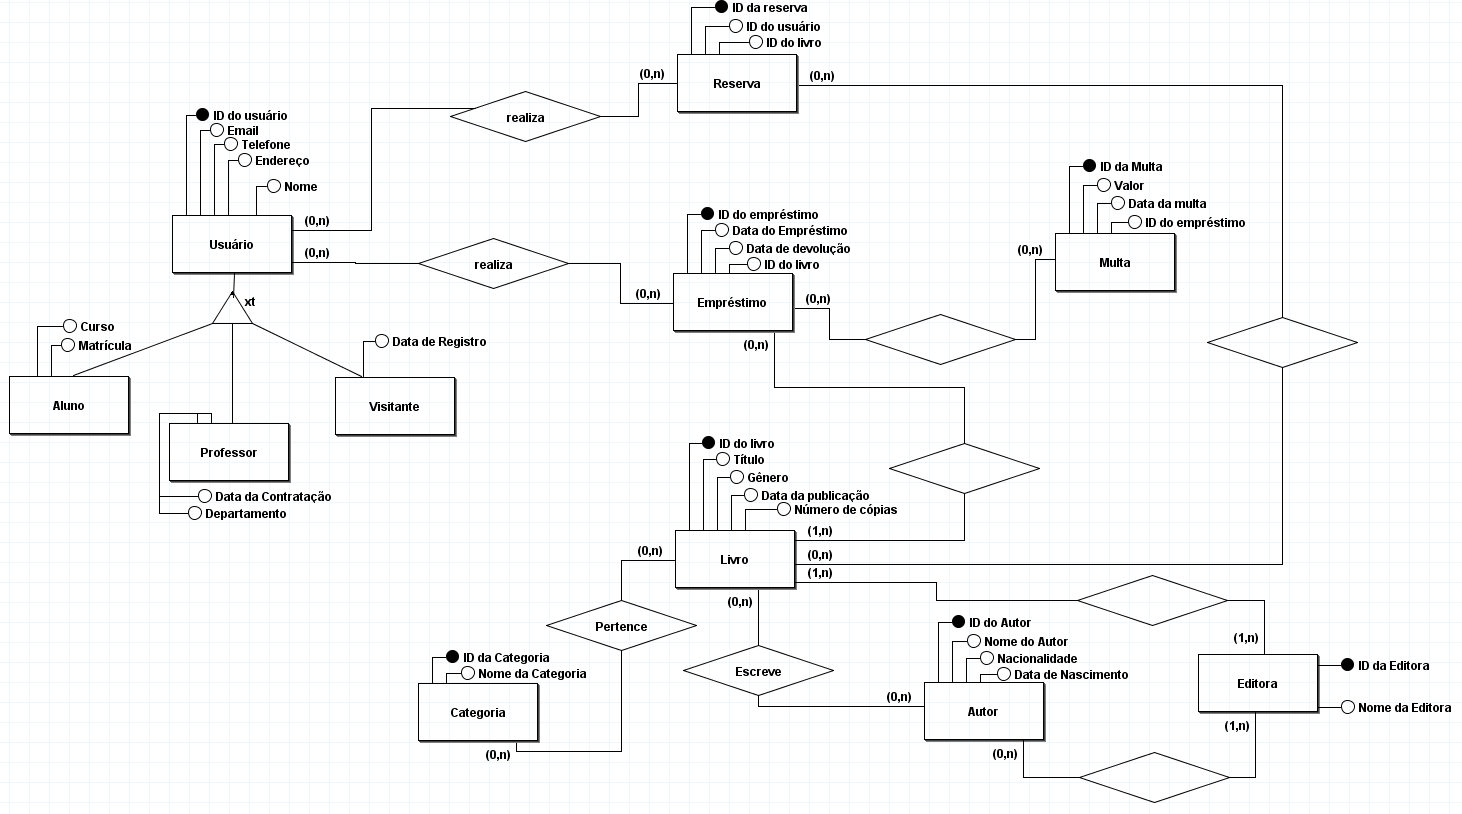 ID da reserva
ID do usuário
ID do livro
(0,n)
Reserva
(0,n)
realiza
ID do usuário
Email
Telefone
Endereço
Nome
(0,n)
Usuário
(0,n)
realiza
(0,n)
xt
Curso
Matrícula
Aluno
Data de Registro
Visitante
Professor
Data da Contratação
Departamento
ID do empréstimo
Data do Empréstimo
Data de devolução
ID do livro
Empréstimo
(0,n)
(0,n)
ID da Multa
Valor
Data da multa
ID do empréstimo
(0,n)
Multa
ID do livro
Título
Gênero
Data da publicação
Número de cópias
(1,n)
(0,n)
Livro
(0,n)
(1,n)
(0,n)
Pertence
Escreve
ID da Categoria
Nome da Categoria
Categoria
(0,n)
ID do Autor
Nome do Autor
Nacionalidade
Data de Nascimento
(0,n)
Autor
(0,n)
(1,n)
ID da Editora
Editora
Nome da Editora
(1,n)